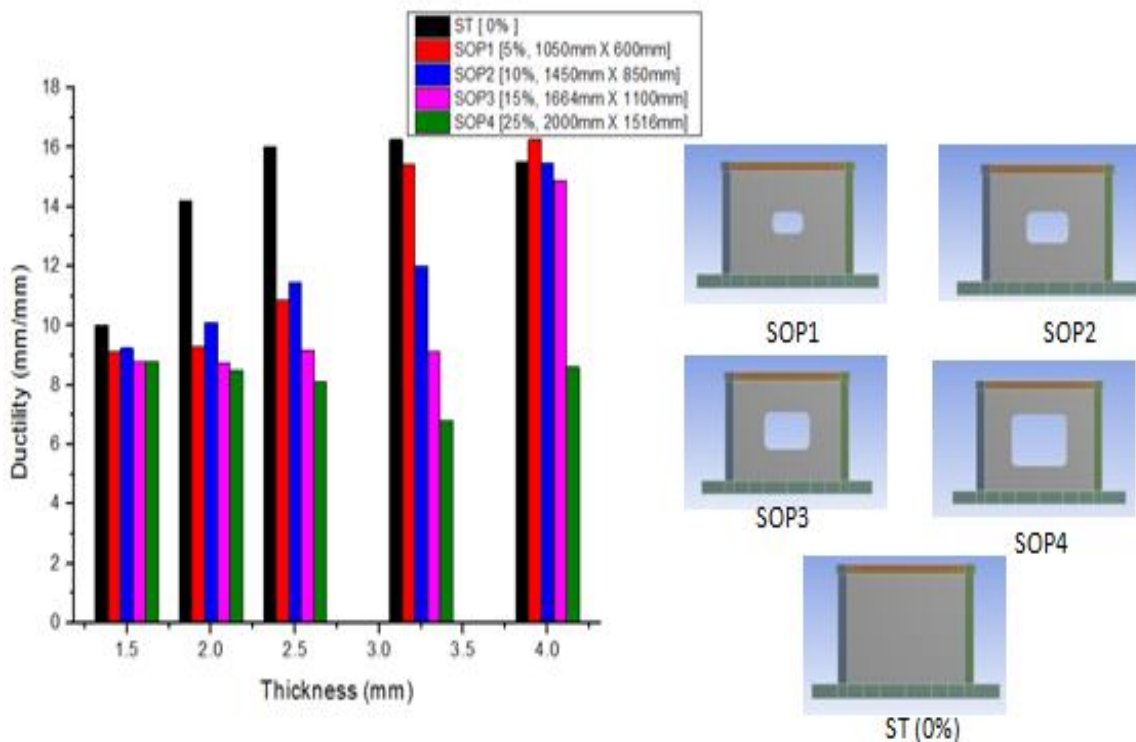 ST [ 0% ]
SOP1 [5%, 1050mm X 600mm]
SOP2 [10%, 1450mm X 850mm]
SOP3 [15%, 1664mm X 1100mm]
SOP4 [25%, 2000mm X 1516mm]
18
16
14
12
10
8
6
4
2
0
Ductility (mm/mm)
1.5 2.0 2.5 3.0 3.5 4.0
Thickness (mm)
SOP1 SOP2
SOP3 SOP4
ST (0%)